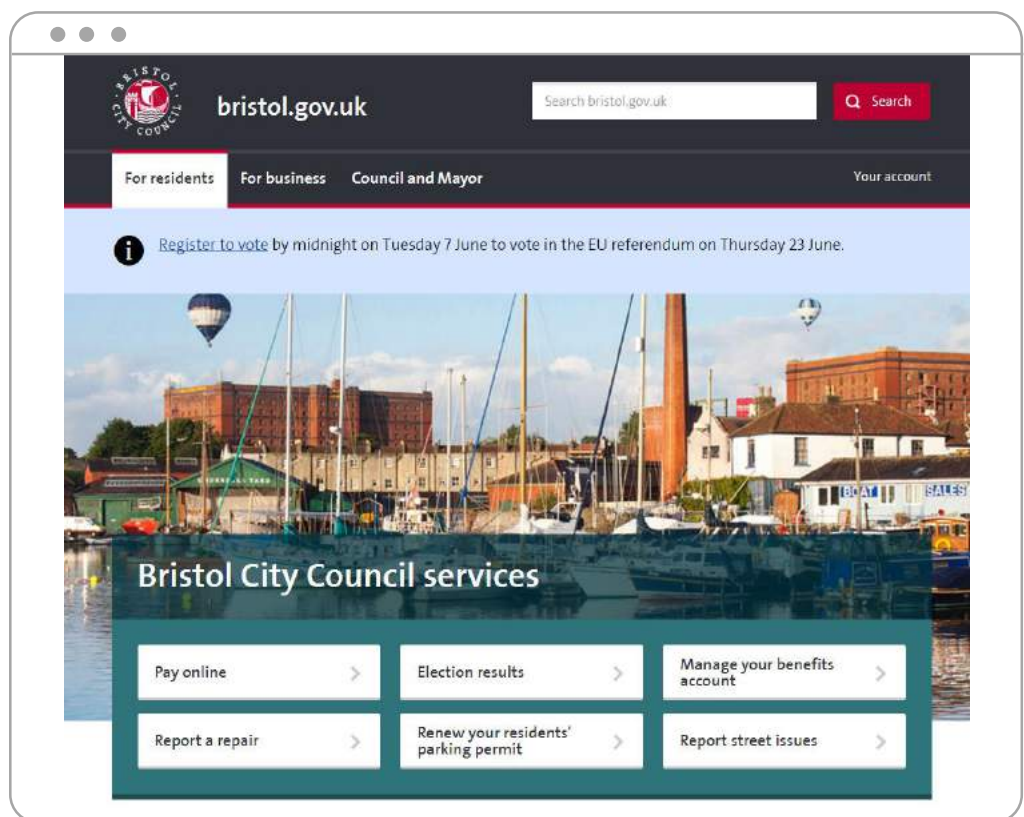 BRISTOL
CITY COUNCIL
bristol.gov.uk
Search bristol.gov.uk
Search
For residents
For business
Council and Mayor
Your account
Register to vote by midnight on Tuesday 7 June to vote in the EU referendum on Thursday 23 June.
BOAT
SALES
Bristol City Council services
Pay online
Election results
Manage your benefits
account
Report a repair
Renew your residents'
parking permit
Report street issues